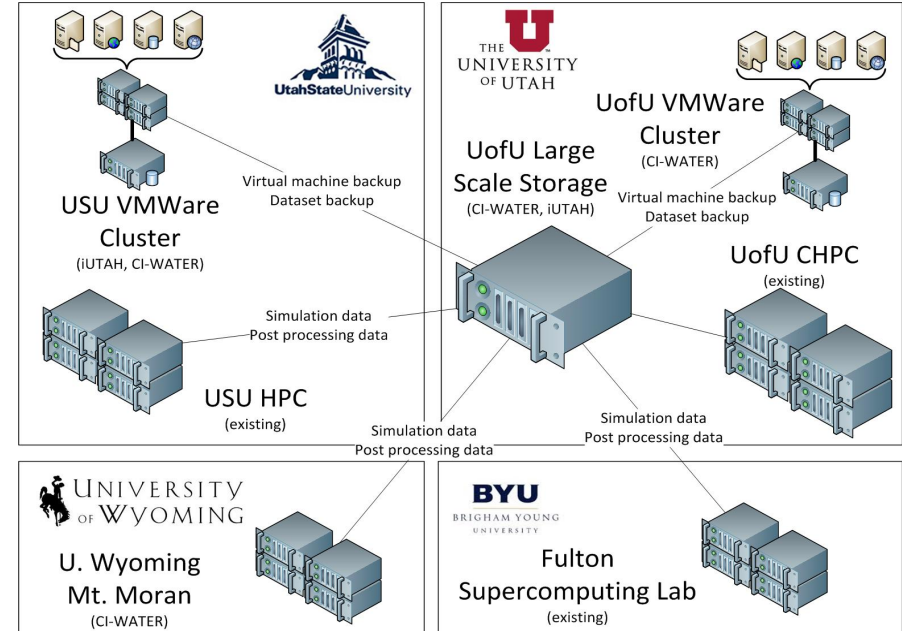 UtahStateUniversity
USU VMWare
Cluster
(iUTAH, CI-WATER)
Virtual machine backup
Dataset backup
Simulation data
Post processing data
USU HPC
(existing)
U
THE
UNIVERSITY
OF UTAH
UofU VMWare
Cluster
(CI-WATER)
UofU Large
Scale Storage
(CI-WATER, iUTAH)
Virtual machine backup
Dataset backup
UofU CHPC
(existing)
Simulation data
Post processing data
Simulation data
Post processing data
UNIVERSITY
OF WYOMING
U. Wyoming
Mt. Moran
(CI-WATER)
BYU
BRIGHAM YOUNG
UNIVERSITY
Fulton
Supercomputing Lab
(existing)